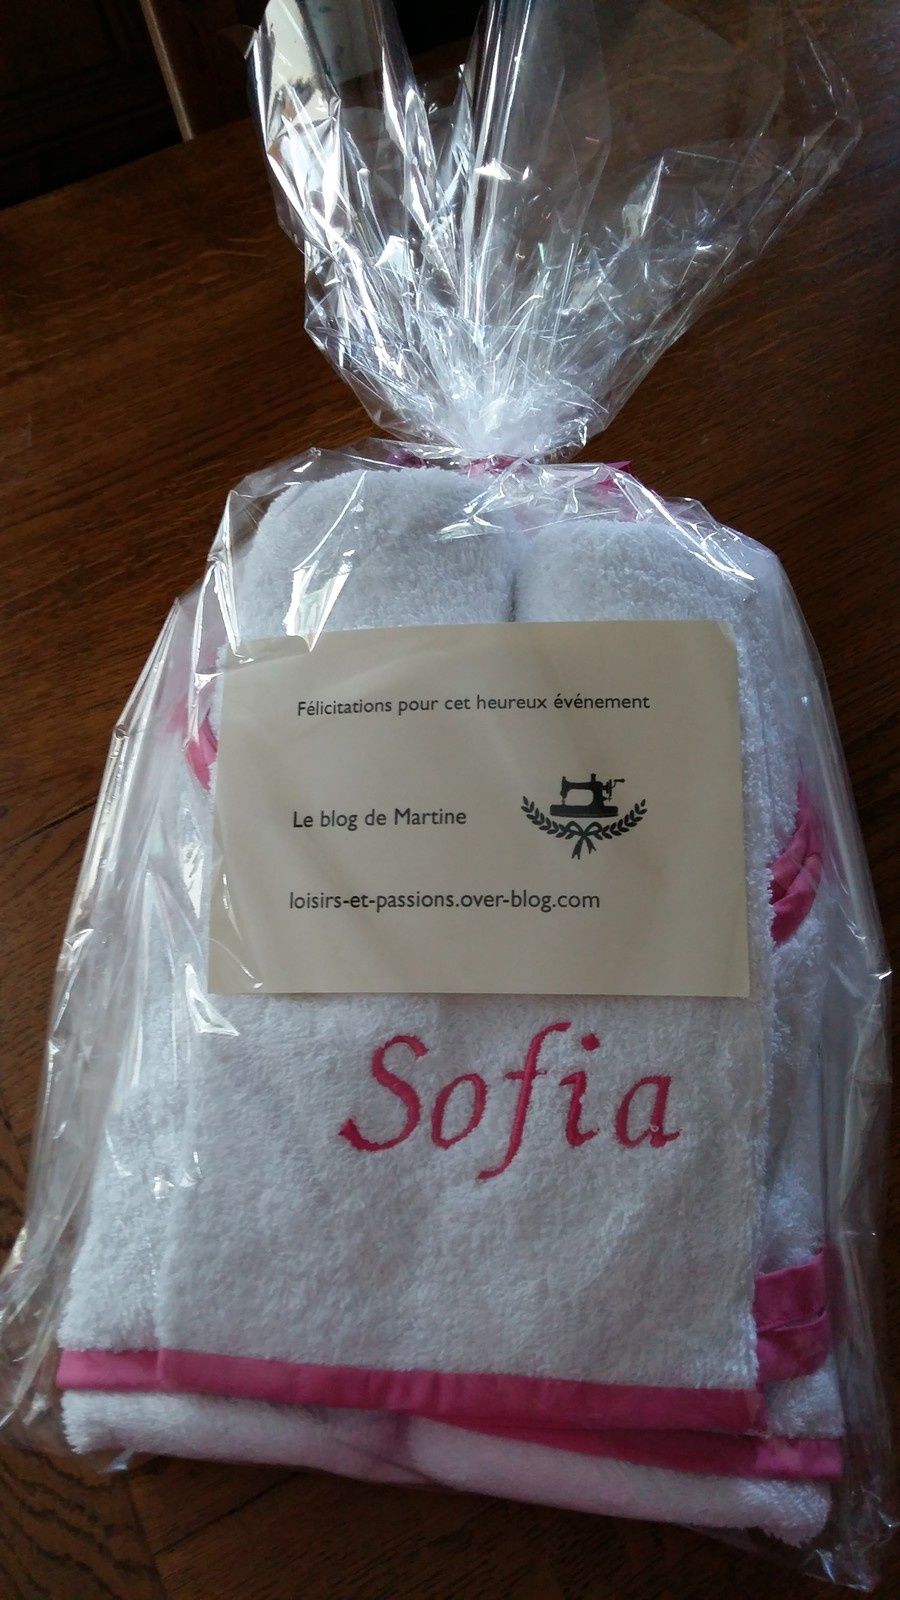 Félicitations pour cet heureux événement
Le blog de Martine
loisirs-et-passions.over-blog.com
Sofia